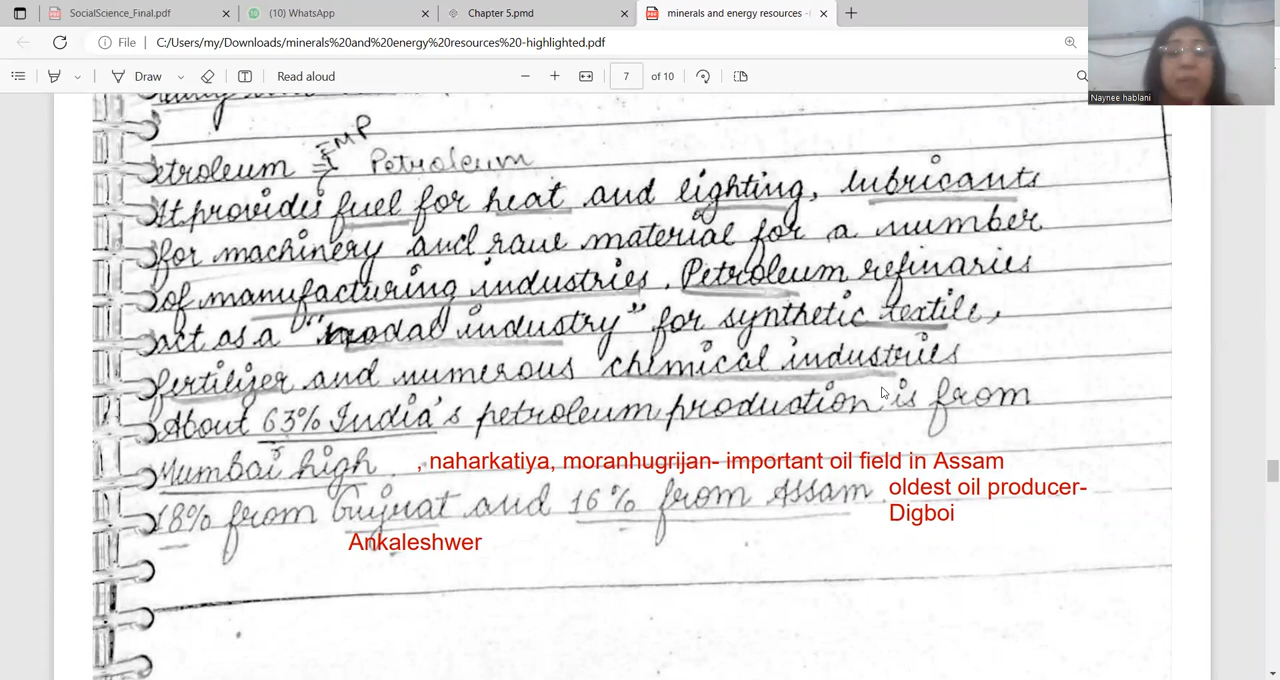 SocialScience_Final.pdf
(10) WhatsApp
Chapter 5.pmd
minerals and energy resources -
File
C:/Users/my/Downloads/minerals%20and%20energy%20resources%20-highlighted.pdf
Draw
Read aloud
7
of 10
Naynee hablani
IMP
etroleum Petroleum
It provides fuel for heat and lighting, lubricants
for machinery and raw material for a number
of manufacturing industries. Petroleum refinaries
act as a "nodal industry" for synthetic textile,
fertilizer and numerous chemical industries
About 63% India's petroleum production is from
Mumbai high
, naharkatiya, moranhugrijan- important oil field in Assam
18% from Gujrat and 16% from Assam.
oldest oil producer-
Digboi
Ankaleshwer